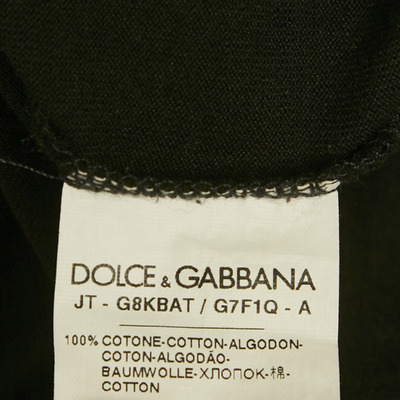 DOLCE & GABBANA
JT - G8KBAT / G7F1Q - A
100% COTONE-COTTON-ALGODON-
COTON-ALGODÃO-
BAUMWOLLE-ХЛОПОК-棉-
COTTON